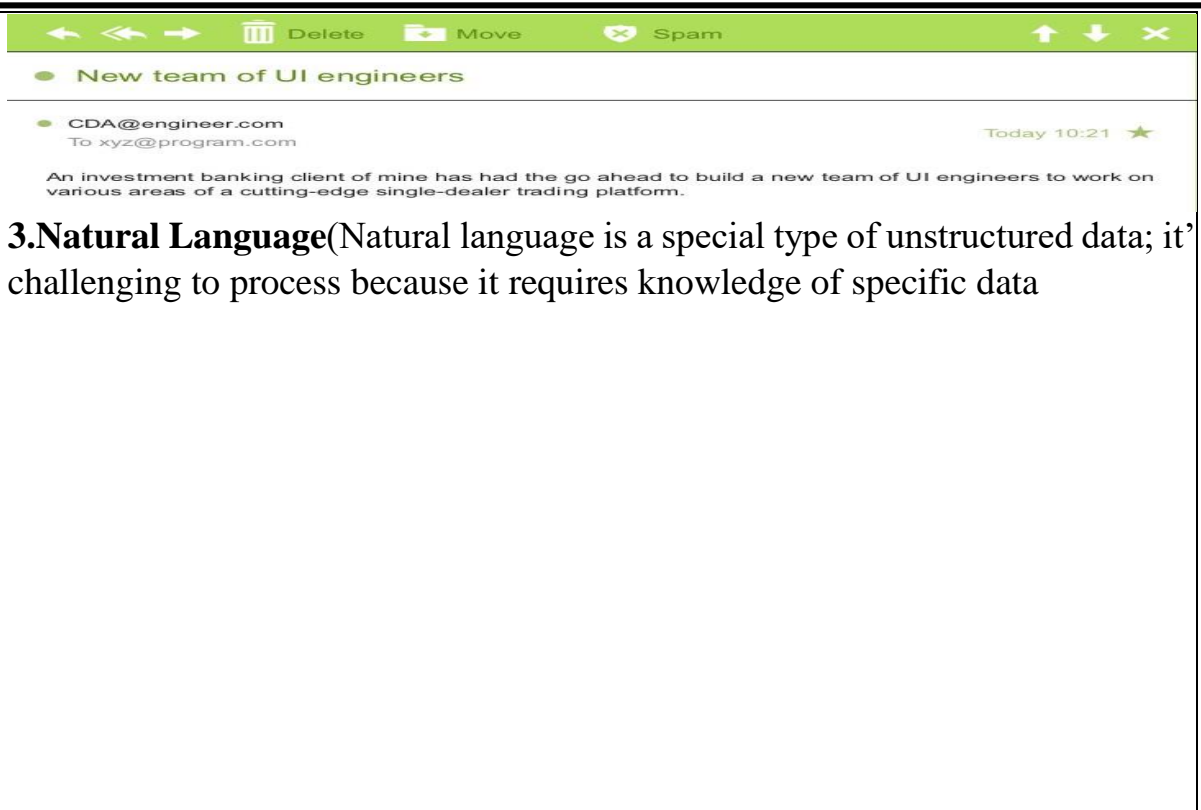 Delete Move Spam
New team of UI engineers
CDA@engineer.com
To xyz@program.com
Today 10:21
An investment banking client of mine has had the go ahead to build a new team of UI engineers to work on
various areas of a cutting-edge single-dealer trading platform.
3.Natural Language(Natural language is a special type of unstructured data; it’
challenging to process because it requires knowledge of specific data